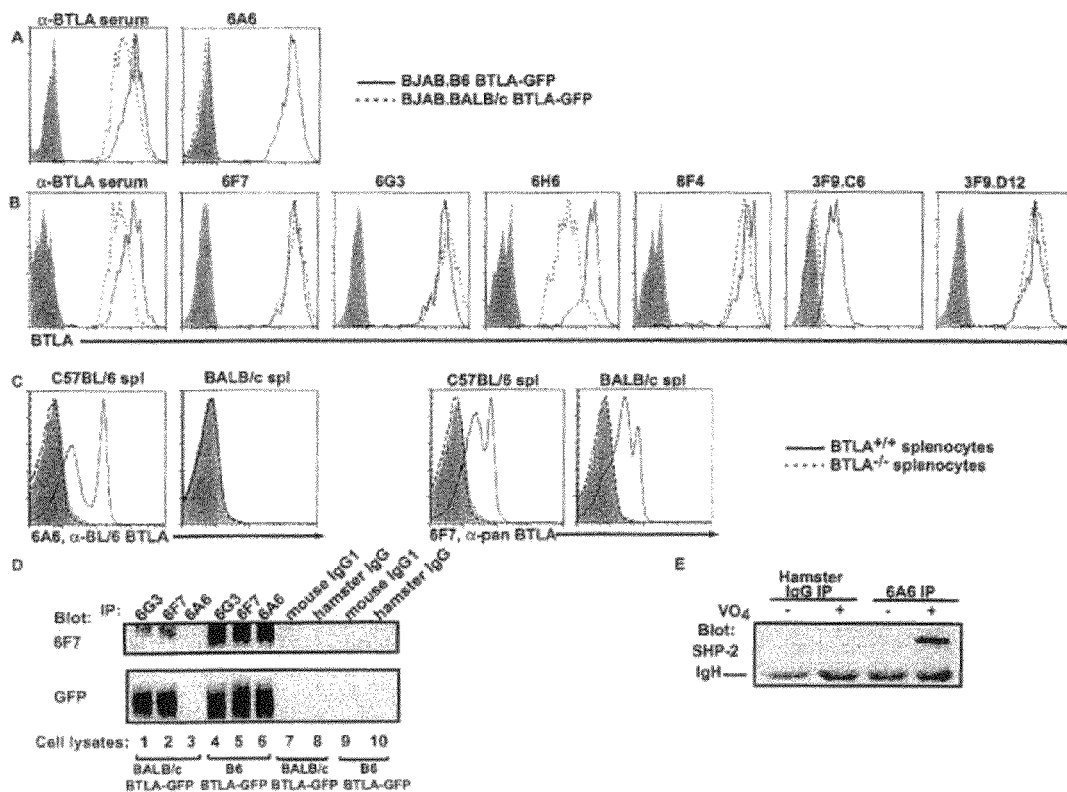 A
α-BTLA serum
6A6
BJAB.B6 BTLA-GFP
BJAB.BALB/c BTLA-GFP
B
α-BTLA serum
6F7
6G3
6H6
8F4
3F9.C6
3F9.D12
BTLA
C
C57BL/6 spl
BALB/c spl
C57BL/6 spl
BALB/c spl
BTLA+/+ splenocytes
BTLA-/- splenocytes
6A6, α-BL/6 BTLA
6F7, α-pan BTLA
D
IP:
6G3
6F7
6A6
6G3
6F7
6A6
mouse IgG1
hamster IgG
mouse IgG1
hamster IgG
Blot:
6F7
GFP
Cell lysates: 1 2 3 4 5 6 7 8 9 10
BALB/c B6 BALB/c B6
BTLA-GFP BTLA-GFP BTLA-GFP BTLA-GFP
E
Hamster
IgG IP
6A6 IP
VO4 - + - +
Blot:
SHP-2
IgH